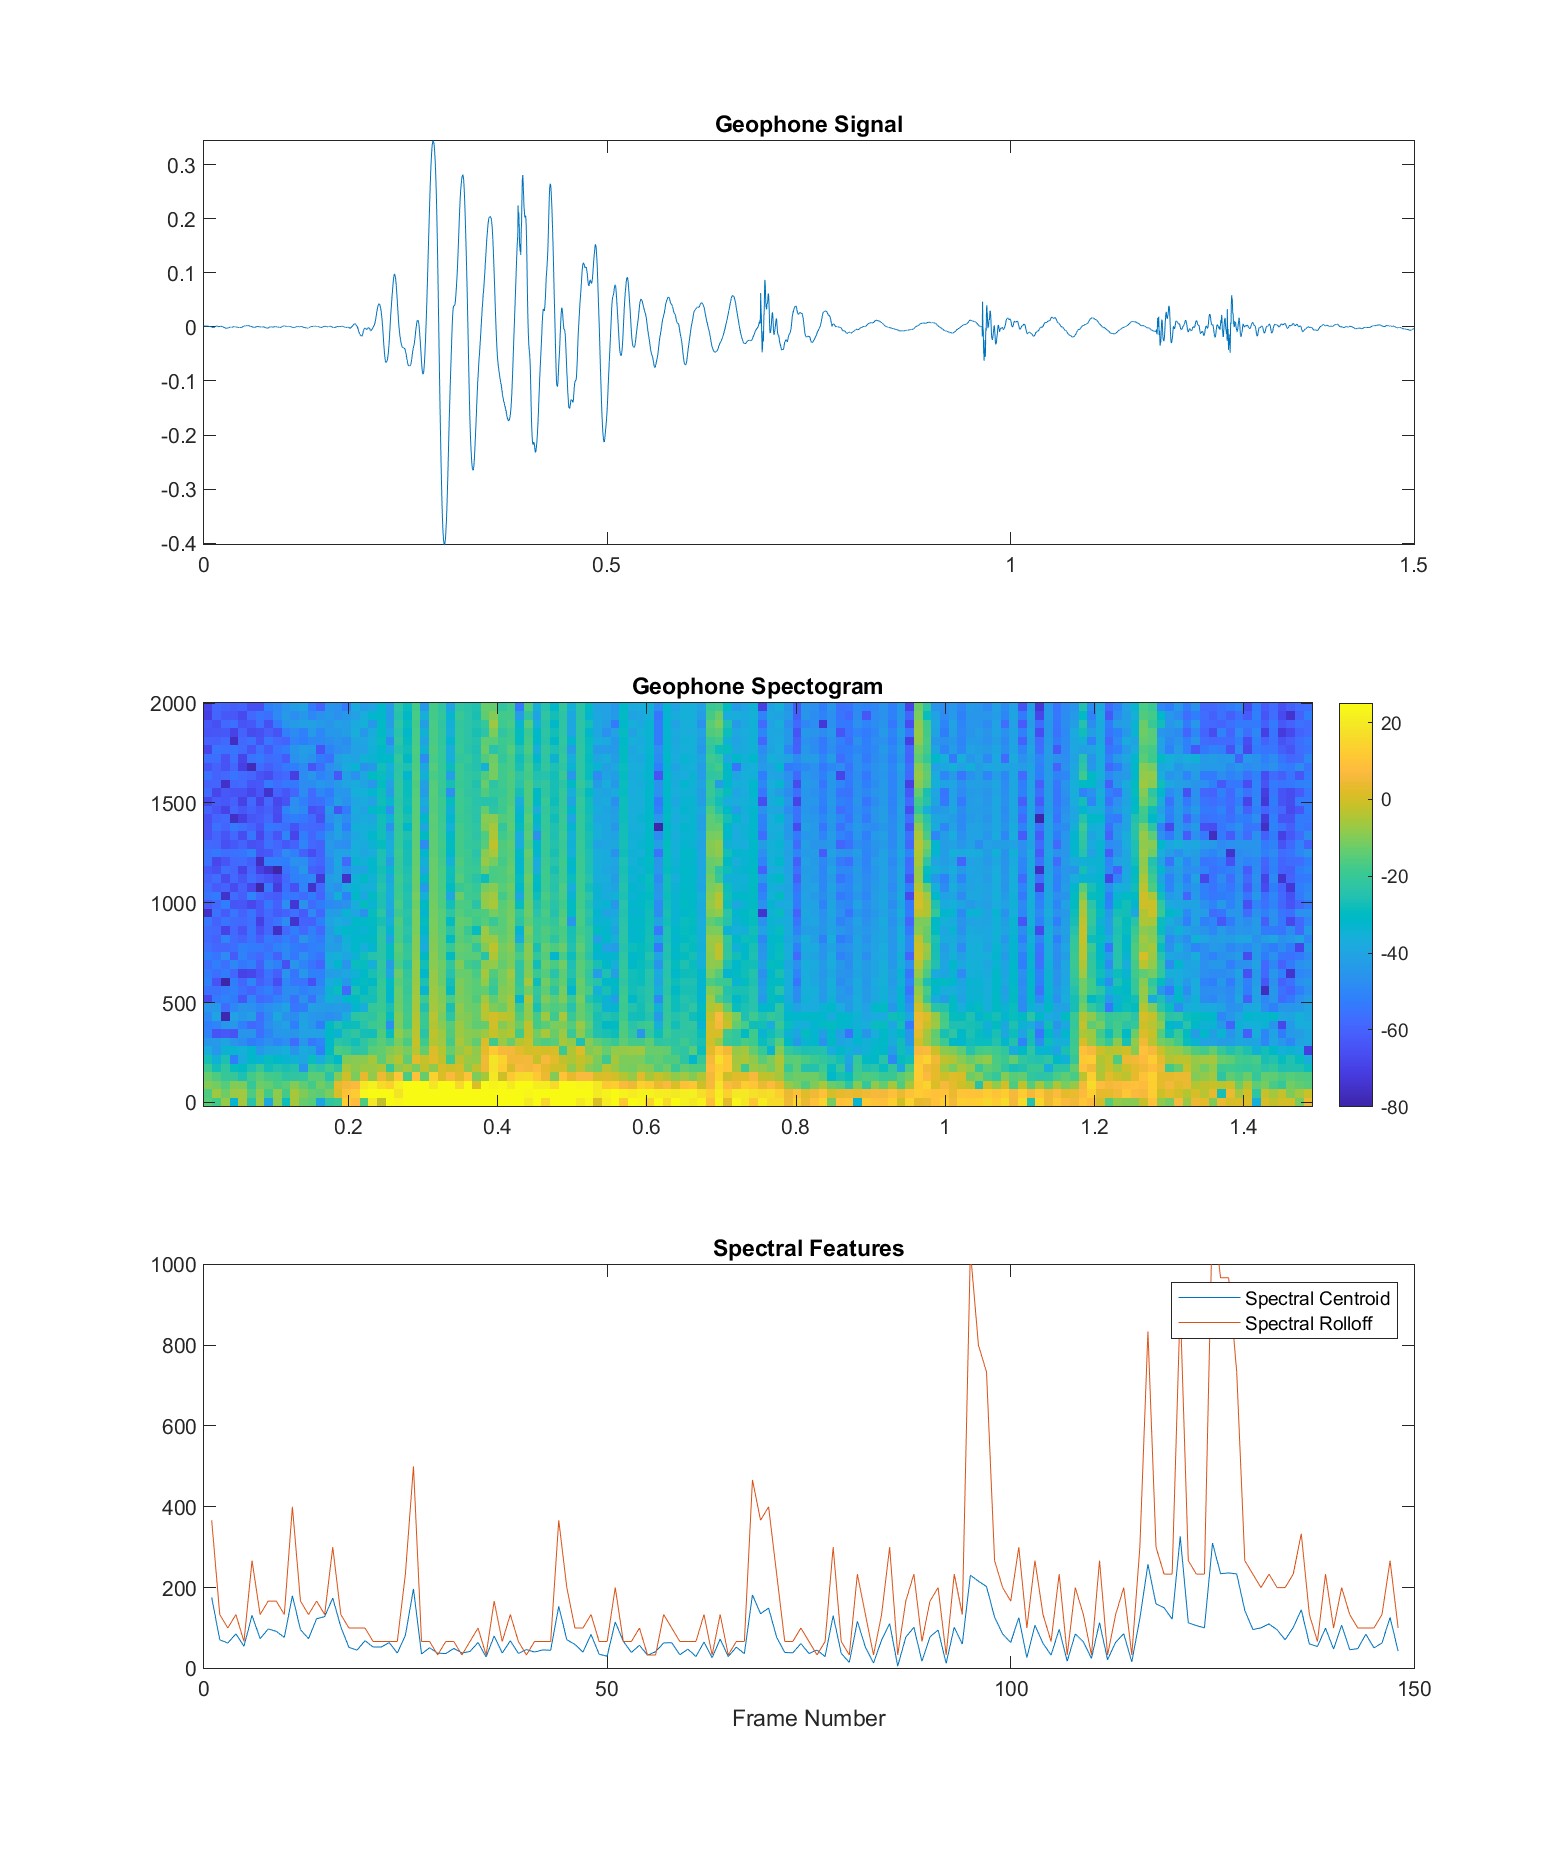 Geophone Signal
0.3
0.2
0.1
0
-0.1
-0.2
-0.3
-0.4
0 0.5 1 1.5
Geophone Spectogram
2000
1500
1000
500
0
0.2 0.4 0.6 0.8 1 1.2 1.4
20
0
-20
-40
-60
-80
Spectral Features
1000
800
600
400
200
0
0 50 100 150
Spectral Centroid
Spectral Rolloff
Frame Number